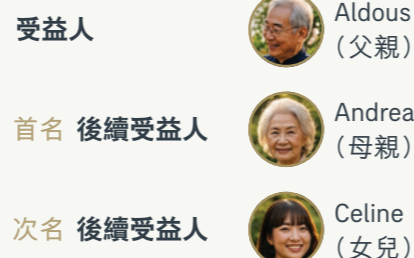 受益人
Aldous
（父親）
首名 後續受益人
Andrea
（母親）
次名 後續受益人
Celine
（女兒）